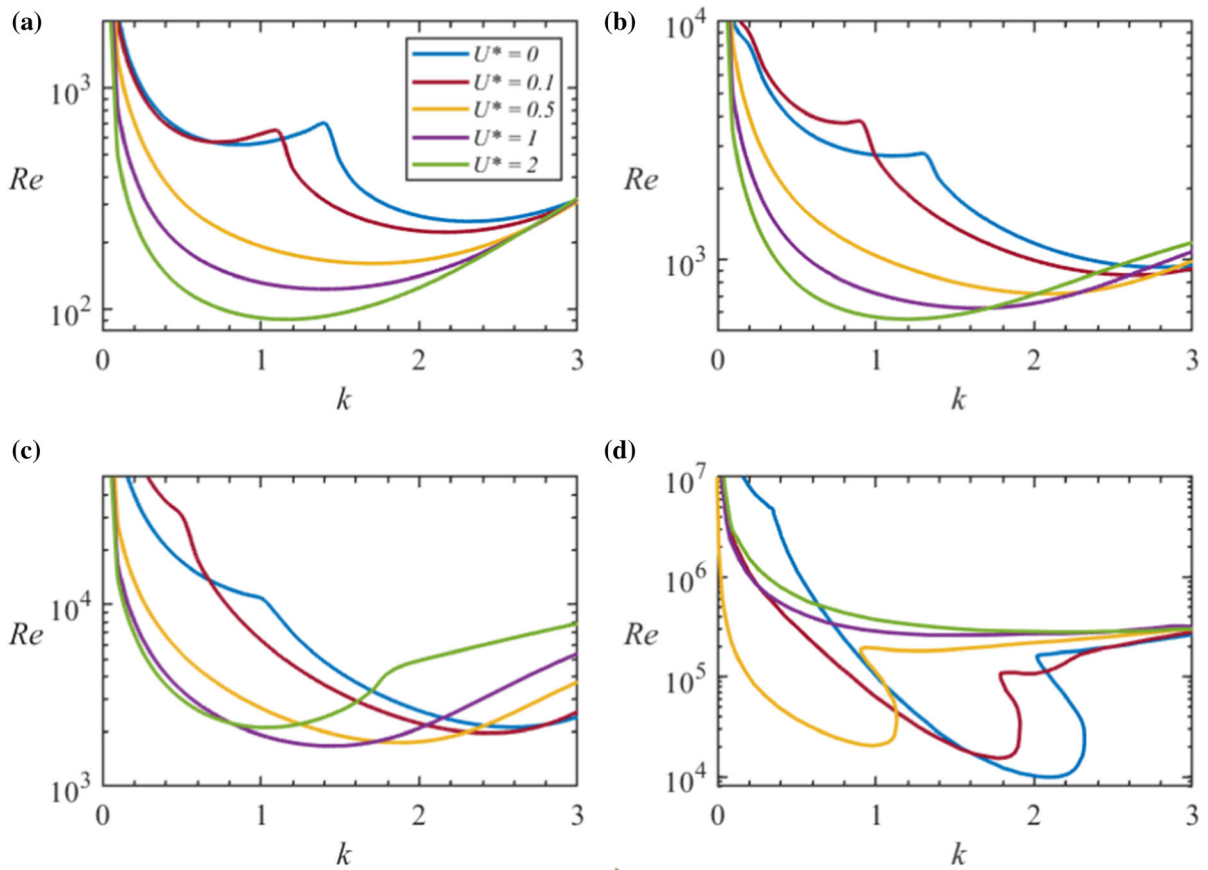 (a)
10^3
Re
10^2
0 1 2 3
k
U* = 0
U* = 0.1
U* = 0.5
U* = 1
U* = 2
(b)
10^4
Re
10^3
0 1 2 3
k
(c)
10^4
Re
10^3
0 1 2 3
k
(d)
10^7
10^6
Re
10^5
10^4
0 1 2 3
k